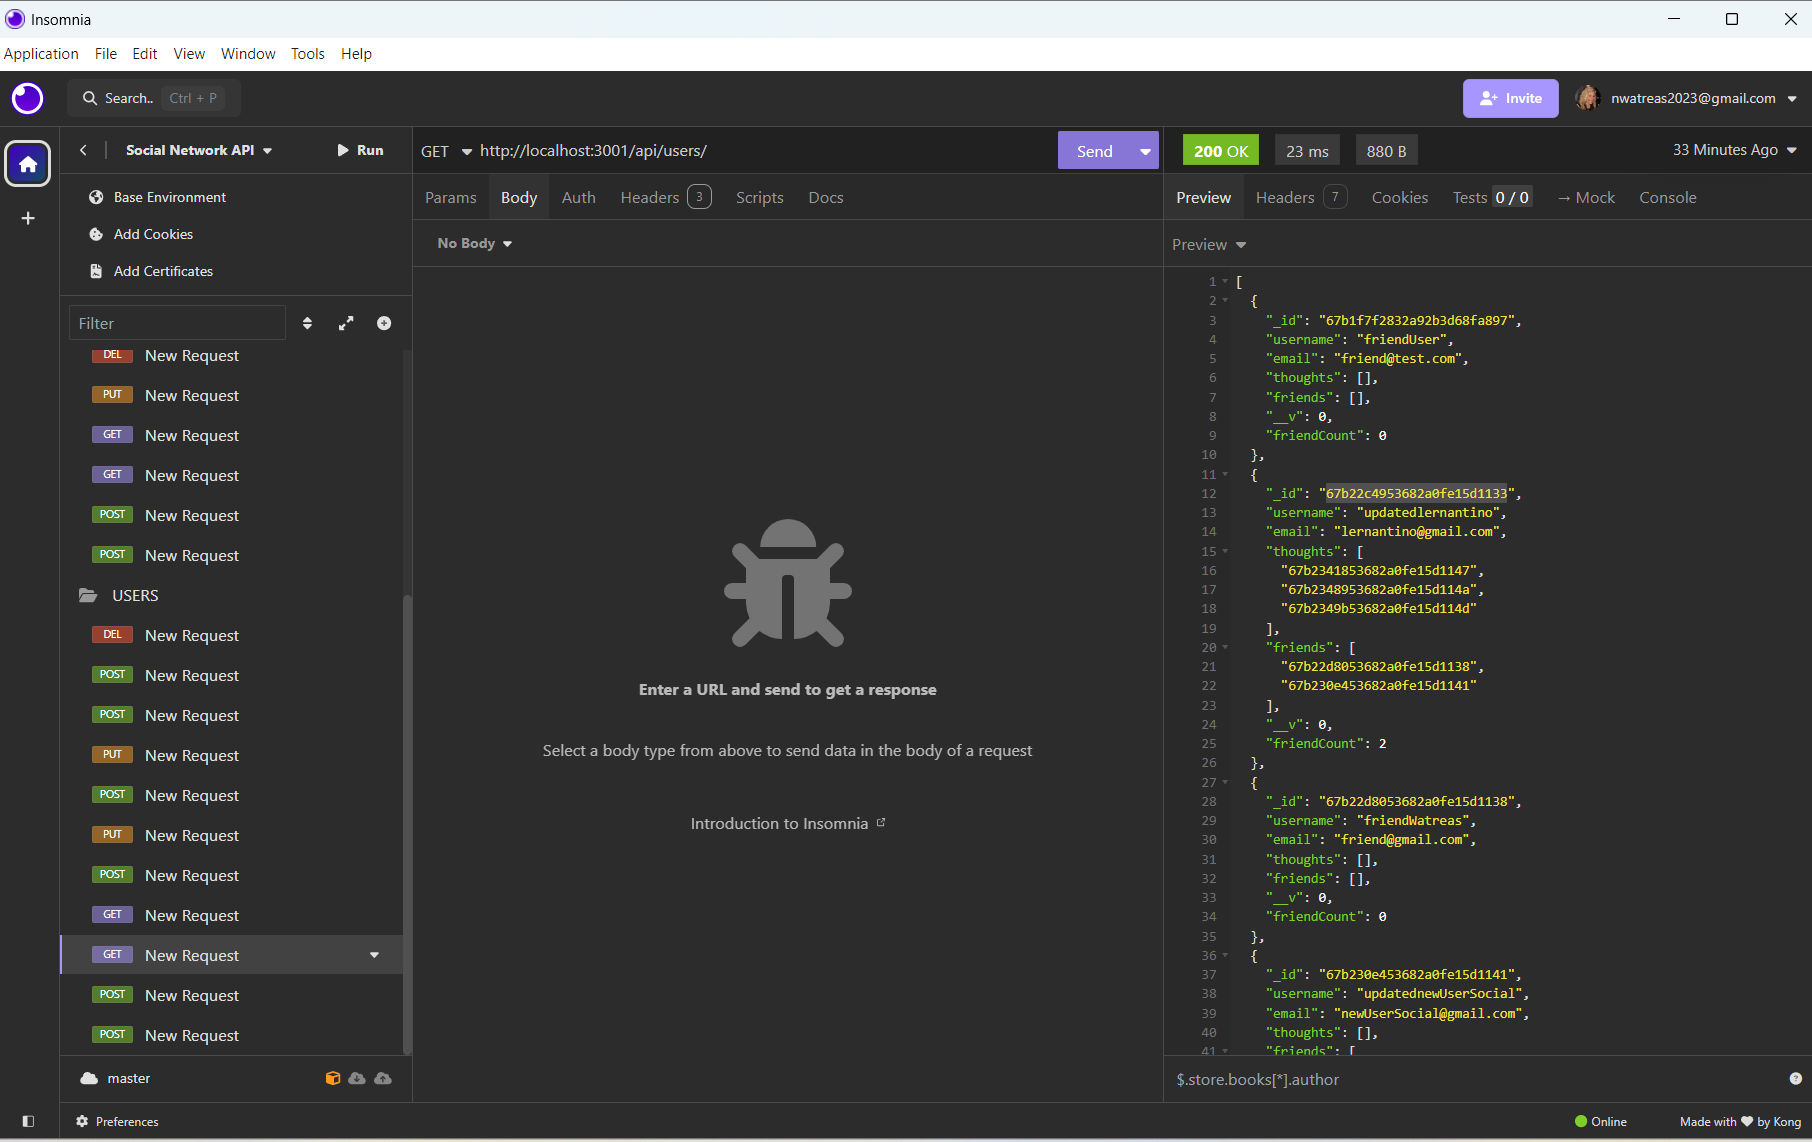 Insomnia
Application File Edit View Window Tools Help
Search.. Ctrl + P
Invite
nwatreas2023@gmail.com
Social Network API
Run
Base Environment
Add Cookies
Add Certificates
Filter
DEL New Request
PUT New Request
GET New Request
GET New Request
POST New Request
POST New Request
USERS
DEL New Request
POST New Request
POST New Request
PUT New Request
POST New Request
PUT New Request
POST New Request
GET New Request
GET New Request
POST New Request
POST New Request
master
GET http://localhost:3001/api/users/
Send
Params Body Auth Headers 3 Scripts Docs
No Body
Enter a URL and send to get a response
Select a body type from above to send data in the body of a request
Introduction to Insomnia
200 OK 23 ms 880 B
33 Minutes Ago
Preview Headers 7 Cookies Tests 0 / 0 → Mock Console
Preview
1 [
2 {
3 "_id": "67b1f7f2832a92b3d68fa897",
4 "username": "friendUser",
5 "email": "friend@test.com",
6 "thoughts": [],
7 "friends": [],
8 "__v": 0,
9 "friendCount": 0
10 },
11 {
12 "_id": "67b22c4953682a0fe15d1133",
13 "username": "updatedlernantino",
14 "email": "lernantino@gmail.com",
15 "thoughts": [
16 "67b2341853682a0fe15d1147",
17 "67b2348953682a0fe15d114a",
18 "67b2349b53682a0fe15d114d"
19 ],
20 "friends": [
21 "67b22d8053682a0fe15d1138",
22 "67b230e453682a0fe15d1141"
23 ],
24 "__v": 0,
25 "friendCount": 2
26 },
27 {
28 "_id": "67b22d8053682a0fe15d1138",
29 "username": "friendWatreas",
30 "email": "friend@gmail.com",
31 "thoughts": [],
32 "friends": [],
33 "__v": 0,
34 "friendCount": 0
35 },
36 {
37 "_id": "67b230e453682a0fe15d1141",
38 "username": "updatednewUserSocial",
39 "email": "newUserSocial@gmail.com",
40 "thoughts": [],
41 "friends": [
$.store.books[*].author
Preferences
Online
Made with ♥ by Kong